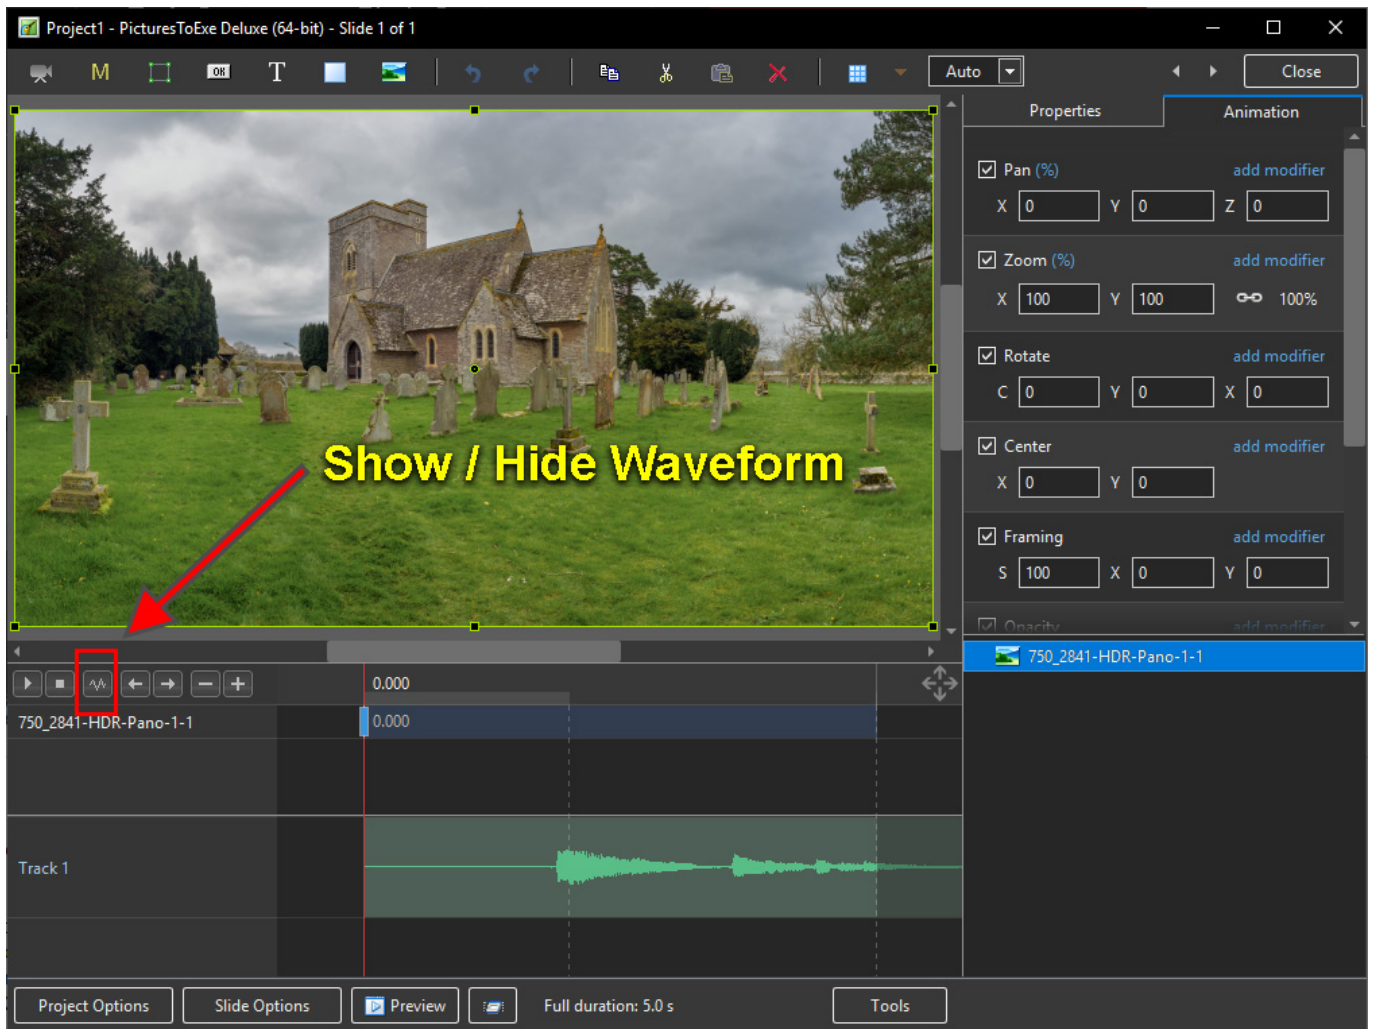 Project1 - PicturesToExe Deluxe (64-bit) - Slide 1 of 1
M OK T Auto Close
Properties Animation
Pan (%) add modifier
X 0 Y 0 Z 0
Zoom (%) add modifier
X 100 Y 100 100%
Rotate add modifier
C 0 Y 0 X 0
Center add modifier
X 0 Y 0
Framing add modifier
S 100 X 0 Y 0
Opacity add modifier
Show / Hide Waveform
750_2841-HDR-Pano-1-1
0.000
750_2841-HDR-Pano-1-1 0.000
Track 1
Project Options Slide Options Preview Full duration: 5.0 s Tools